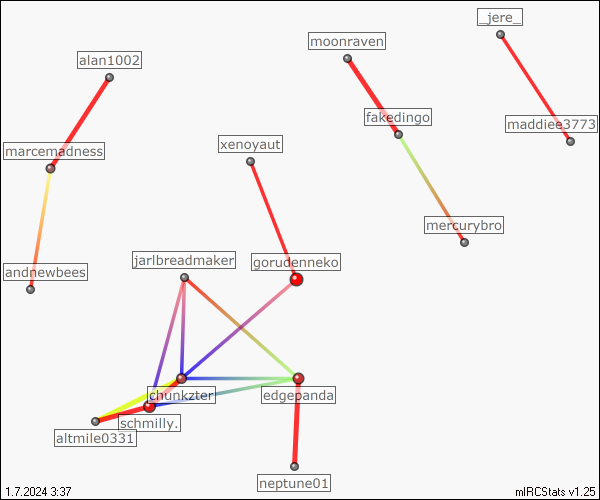 _jere_
moonraven
alan1002
fakedingo
maddiee3773
xenoyaut
marcemadness
mercurybro
jarlbreadmaker
gorudenneko
andnewbees
chunkzter
edgepanda
schmilly.
altmile0331
neptune01
1.7.2024 3:37
mIRCStats v1.25